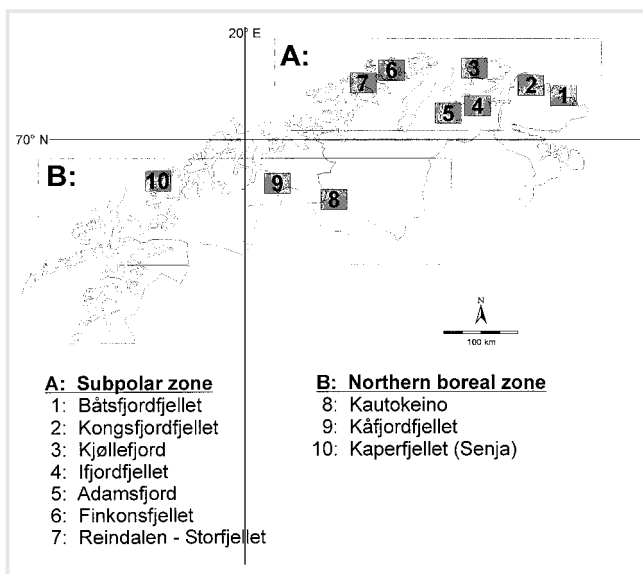 20° E
A:
6
3
7
2
1
5
4
70° N
B:
10
9
8
N
100 km
A: Subpolar zone
1: Båtsfjordfjellet
2: Kongsfjordfjellet
3: Kjøllefjord
4: Ifjordfjellet
5: Adamsfjord
6: Finkonsfjellet
7: Reindalen - Storfjellet
B: Northern boreal zone
8: Kautokeino
9: Kåfjordfjellet
10: Kaperfjellet (Senja)